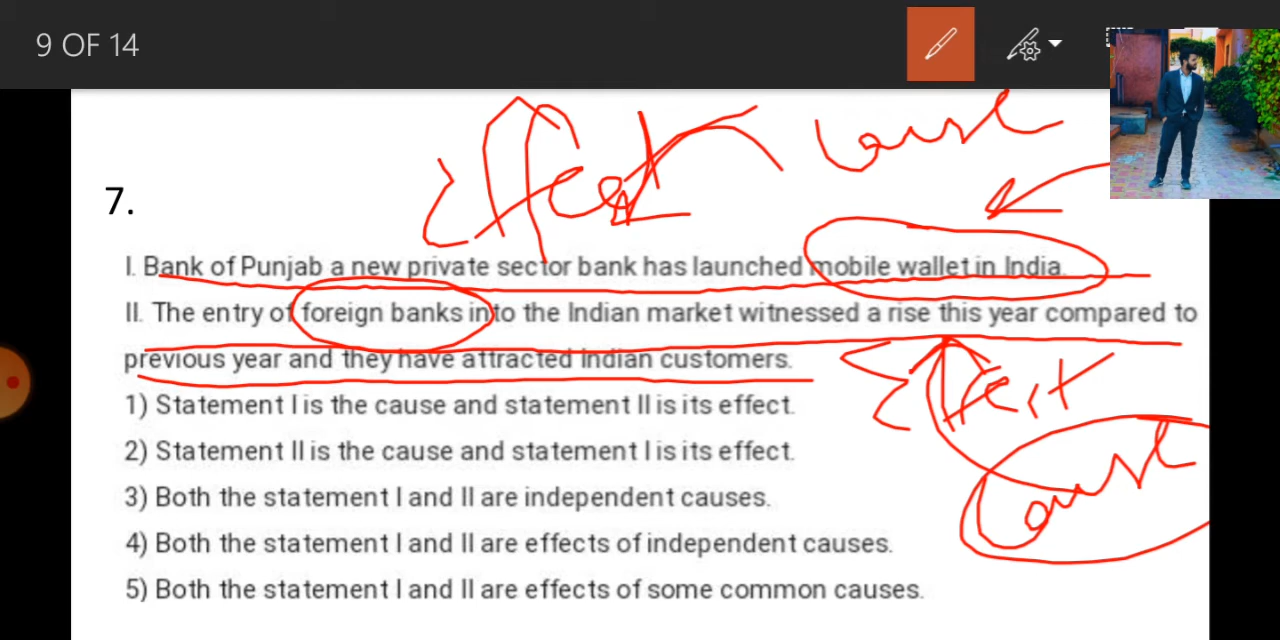 9 OF 14
Effect Cause
7.
I. Bank of Punjab a new private sector bank has launched mobile wallet in India.
II. The entry of foreign banks into the Indian market witnessed a rise this year compared to
previous year and they have attracted Indian customers.
Effect
1) Statement I is the cause and statement II is its effect.
2) Statement II is the cause and statement I is its effect.
Cause
3) Both the statement I and II are independent causes.
4) Both the statement I and II are effects of independent causes.
5) Both the statement I and II are effects of some common causes.